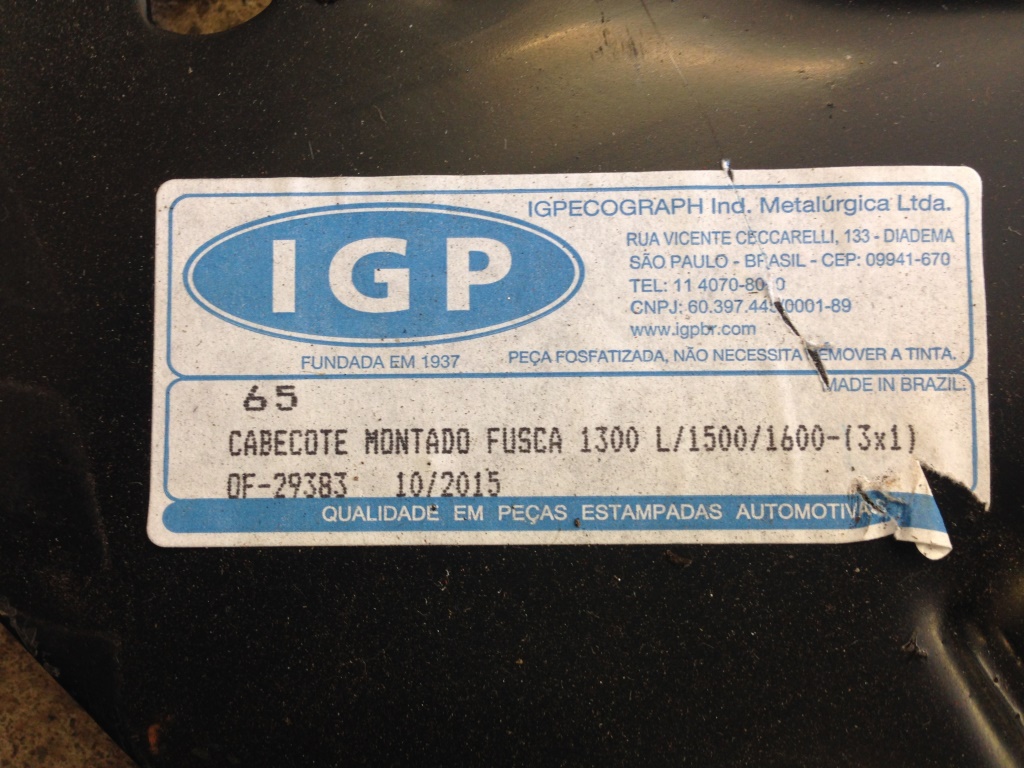 IGP
IGPECOGRAPH Ind. Metalúrgica Ltda.
RUA VICENTE CECCARELLI, 133 - DIADEMA
SÃO PAULO - BRASIL - CEP: 09941-670
TEL: 11
CNPJ:
www.igpbr.com
FUNDADA EM 1937
PEÇA FOSFATIZADA, NÃO NECESSITA REMOVER A TINTA.
MADE IN BRAZIL.
65
CABECOTE MONTADO FUSCA 1300 L/1500/1600-(3x1)
OF-29383 10/2015
QUALIDADE EM PEÇAS ESTAMPADAS AUTOMOTIVAS